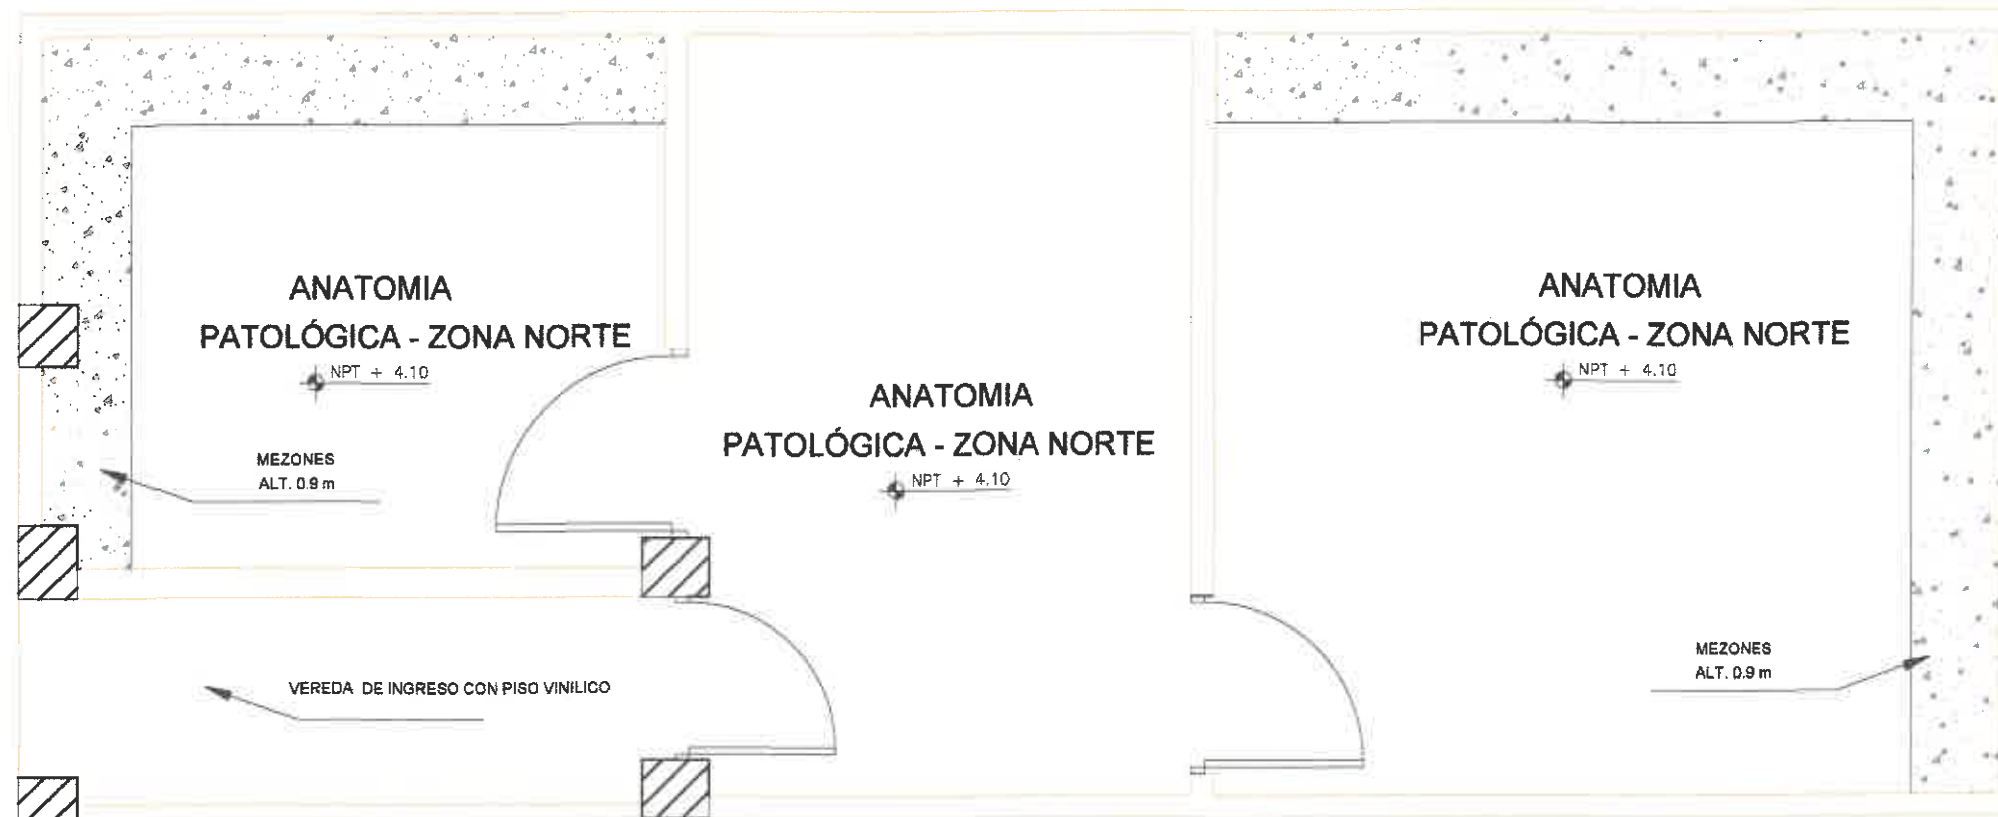 ANATOMIA
PATOLÓGICA - ZONA NORTE
NPT + 4.10
MEZONES
ALT. 0.9 m
VEREDA DE INGRESO CON PISO VINILICO
ANATOMIA
PATOLÓGICA - ZONA NORTE
NPT + 4.10
ANATOMIA
PATOLÓGICA - ZONA NORTE
NPT + 4.10
MEZONES
ALT. 0.9 m